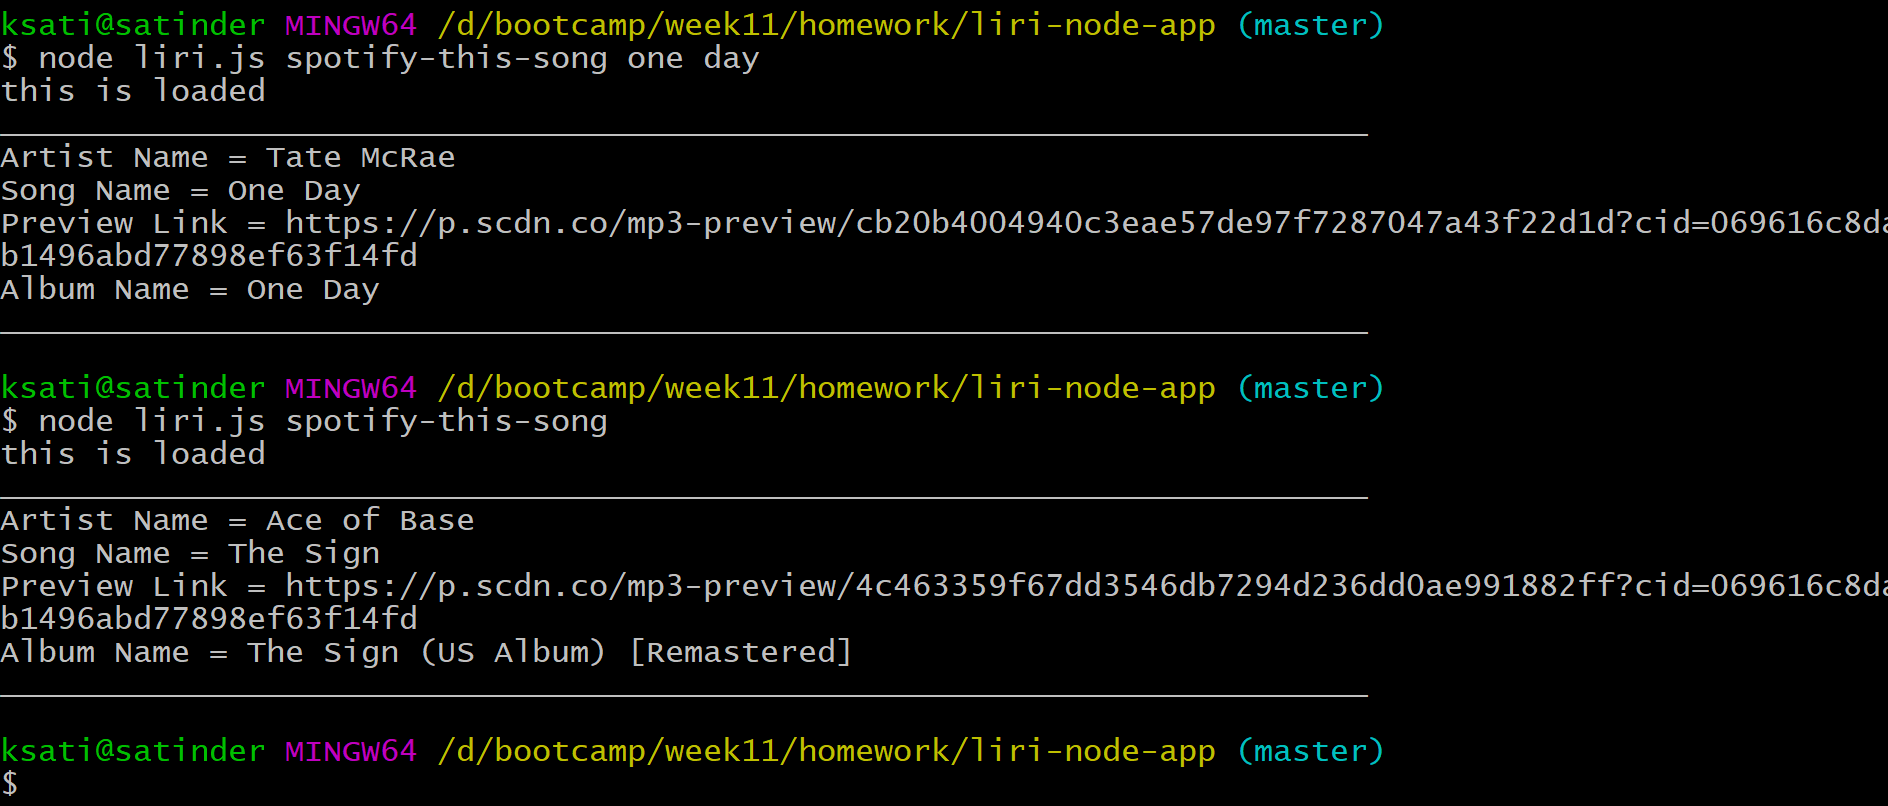 ksati@satinder MINGW64 /d/bootcamp/week11/homework/liri-node-app (master)
$ node liri.js spotify-this-song one day
this is loaded
Artist Name = Tate McRae
Song Name = One Day
Preview Link = https://p.scdn.co/mp3-preview/cb20b4004940c3eae57de97f7287047a43f22d1d?cid=069616c8da
b1496abd77898ef63f14fd
Album Name = One Day
ksati@satinder MINGW64 /d/bootcamp/week11/homework/liri-node-app (master)
$ node liri.js spotify-this-song
this is loaded
Artist Name = Ace of Base
Song Name = The Sign
Preview Link = https://p.scdn.co/mp3-preview/4c463359f67dd3546db7294d236dd0ae991882ff?cid=069616c8da
b1496abd77898ef63f14fd
Album Name = The Sign (US Album) [Remastered]
ksati@satinder MINGW64 /d/bootcamp/week11/homework/liri-node-app (master)
$